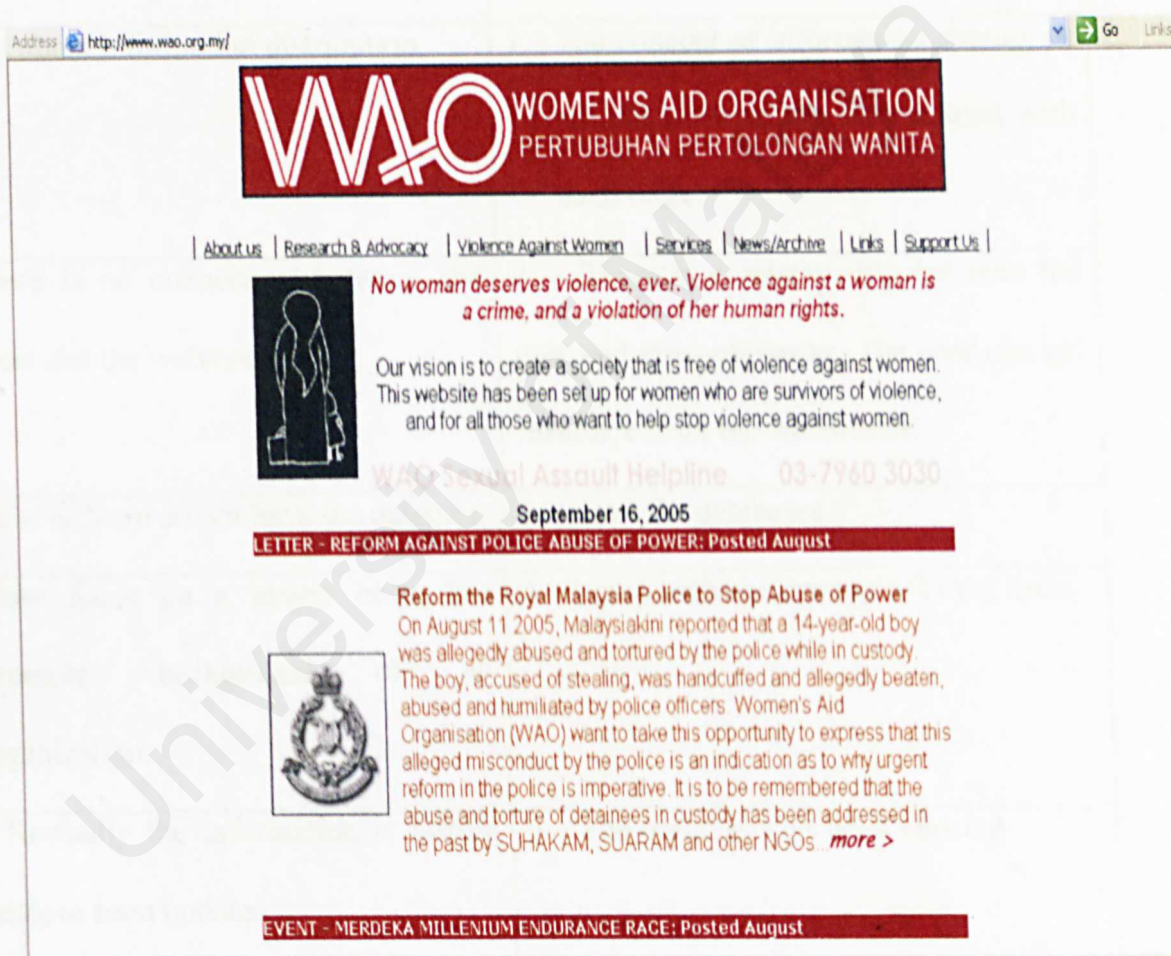 Address http://www.wao.org.my/ Go Links
WAO WOMEN'S AID ORGANISATION
PERTUBUHAN PERTOLONGAN WANITA
| About us | Research & Advocacy | Violence Against Women | Services | News/Archive | Links | Support Us |
No woman deserves violence, ever. Violence against a woman is
a crime, and a violation of her human rights.
Our vision is to create a society that is free of violence against women.
This website has been set up for women who are survivors of violence,
and for all those who want to help stop violence against women.
WAO Sexual Assault Helpline 03-7960 3030
September 16, 2005
LETTER - REFORM AGAINST POLICE ABUSE OF POWER: Posted August
Reform the Royal Malaysia Police to Stop Abuse of Power
On August 11 2005, Malaysiakini reported that a 14-year-old boy
was allegedly abused and tortured by the police while in custody.
The boy, accused of stealing, was handcuffed and allegedly beaten,
abused and humiliated by police officers. Women's Aid
Organisation (WAO) want to take this opportunity to express that this
alleged misconduct by the police is an indication as to why urgent
reform in the police is imperative. It is to be remembered that the
abuse and torture of detainees in custody has been addressed in
the past by SUHAKAM, SUARAM and other NGOs...more >
EVENT - MERDEKA MILLENIUM ENDURANCE RACE: Posted August
University of Malaya